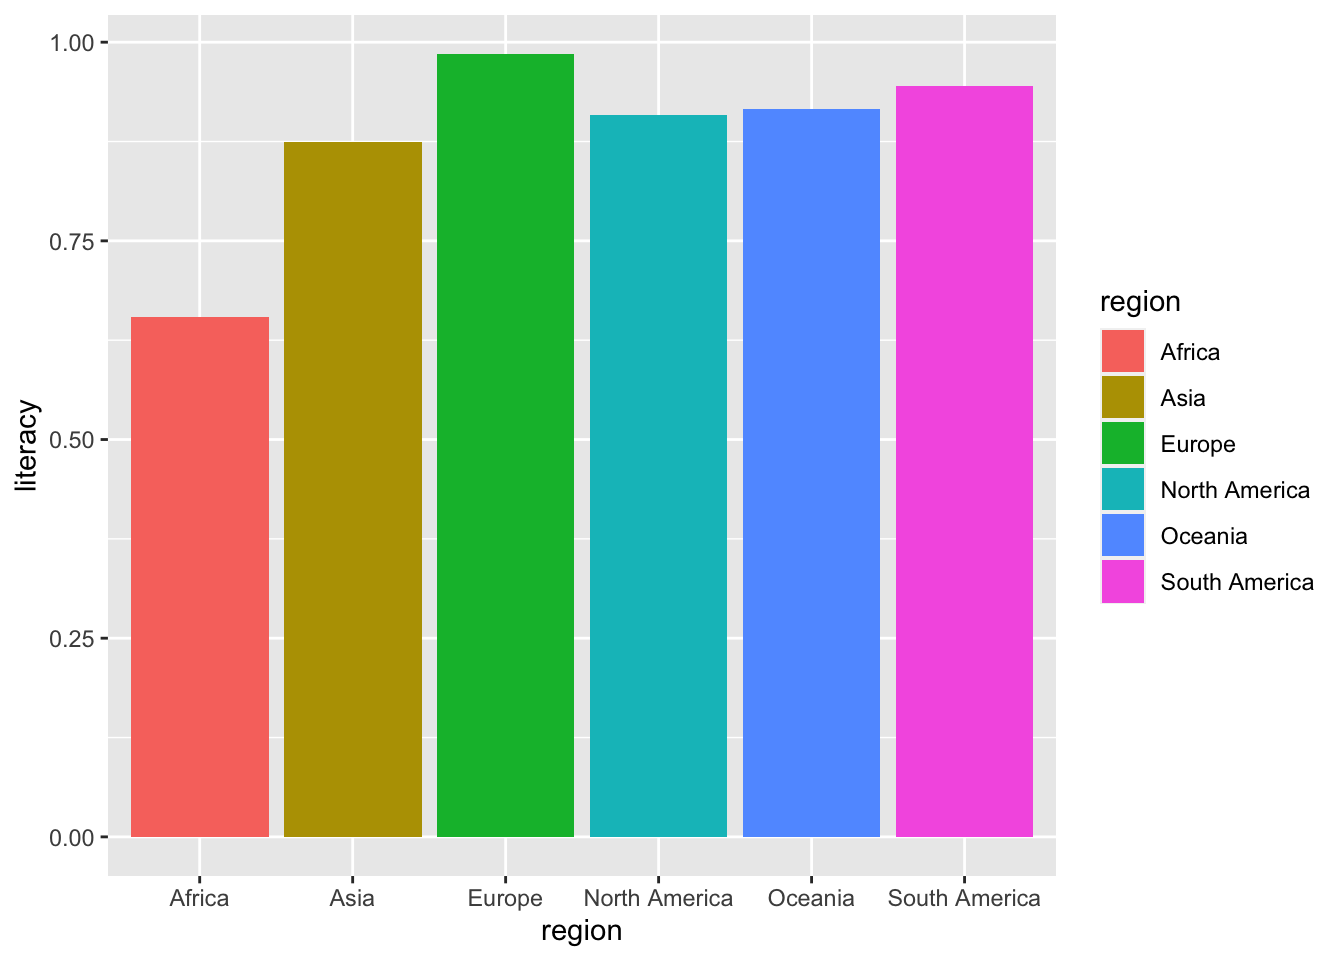 1.00
0.75
0.50
0.25
0.00
literacy
Africa
Asia
Europe
North America
Oceania
South America
region
region
Africa
Asia
Europe
North America
Oceania
South America